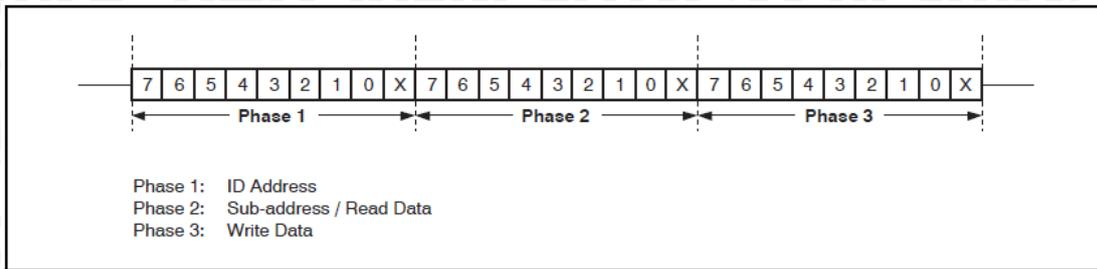 7 6 5 4 3 2 1 0 X 7 6 5 4 3 2 1 0 X 7 6 5 4 3 2 1 0 X
Phase 1 Phase 2 Phase 3
Phase 1: ID Address
Phase 2: Sub-address / Read Data
Phase 3: Write Data